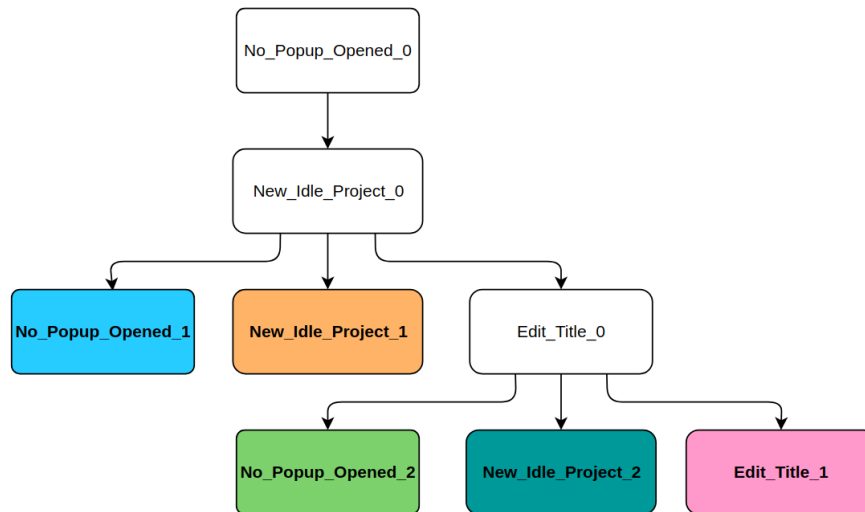 No_Popup_Opened_0
New_Idle_Project_0
No_Popup_Opened_1
New_Idle_Project_1
Edit_Title_0
No_Popup_Opened_2
New_Idle_Project_2
Edit_Title_1